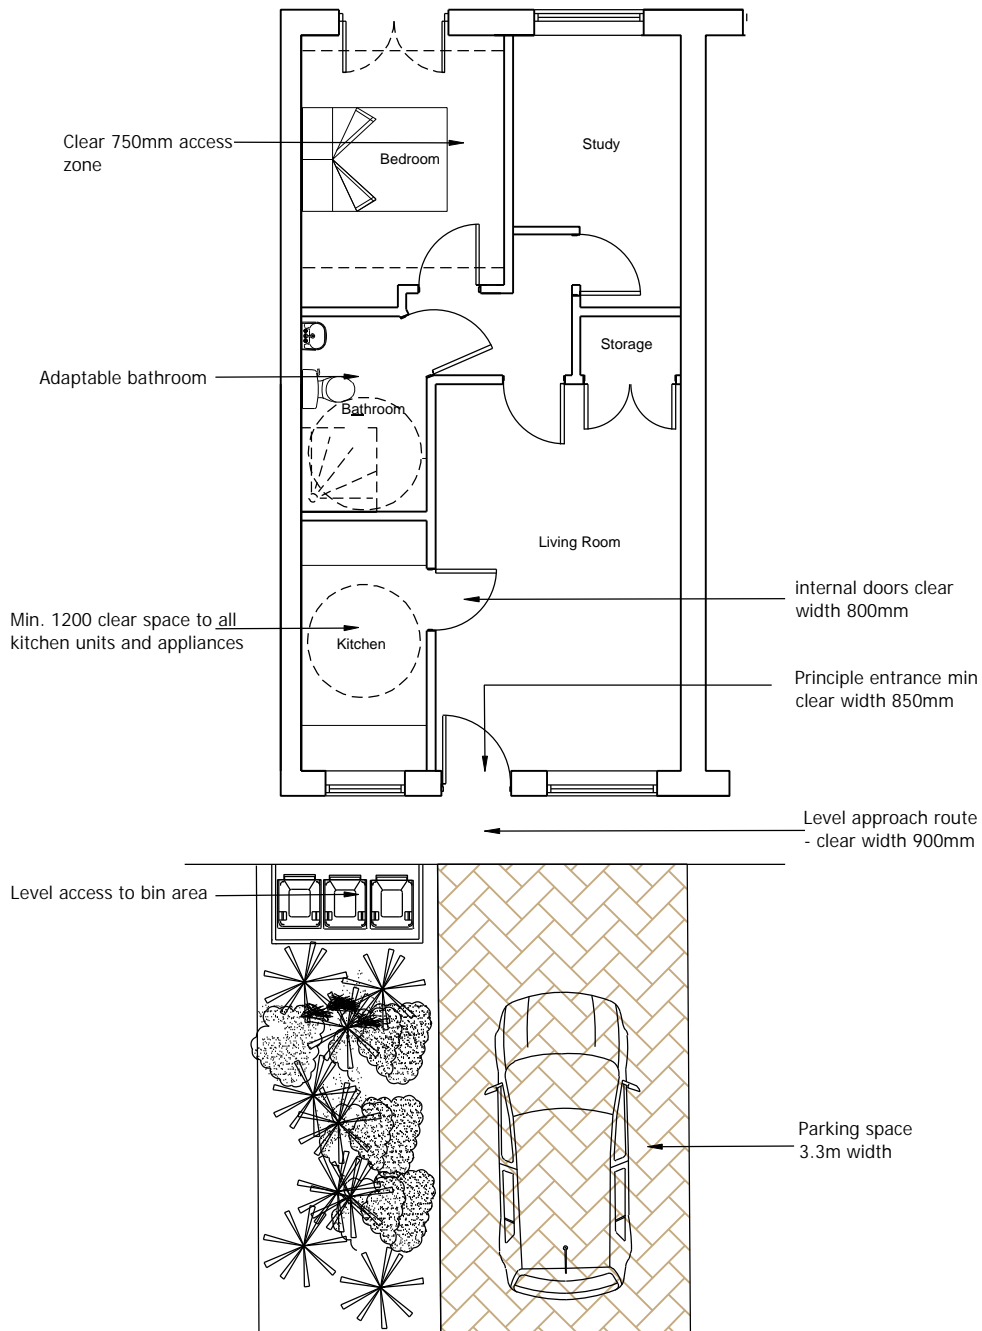 Clear 750mm access
zone
Bedroom
Study
Storage
Adaptable bathroom
Bathroom
Living Room
internal doors clear
width 800mm
Min. 1200 clear space to all
kitchen units and appliances
Kitchen
Principle entrance min
clear width 850mm
Level approach route
- clear width 900mm
Level access to bin area
Parking space
3.3m width